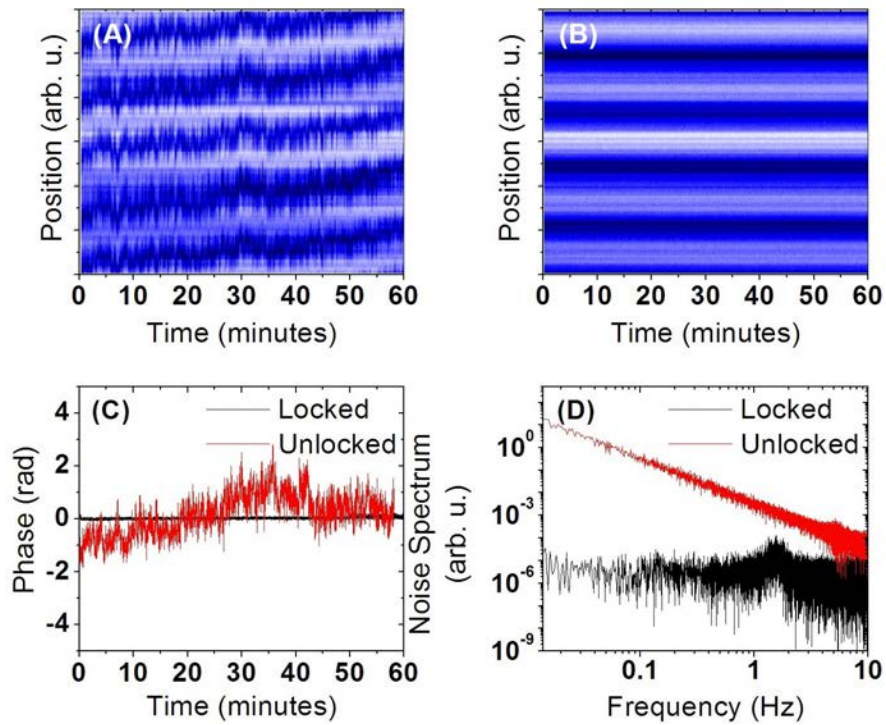 (A)
Position (arb. u.)
0 10 20 30 40 50 60
Time (minutes)
(B)
Position (arb. u.)
0 10 20 30 40 50 60
Time (minutes)
(C)
Locked
Unlocked
Phase (rad)
4
2
0
-2
-4
0 10 20 30 40 50 60
Time (minutes)
(D)
Locked
Unlocked
Noise Spectrum
(arb. u.)
10^0
10^-3
10^-6
10^-9
0.1 1 10
Frequency (Hz)